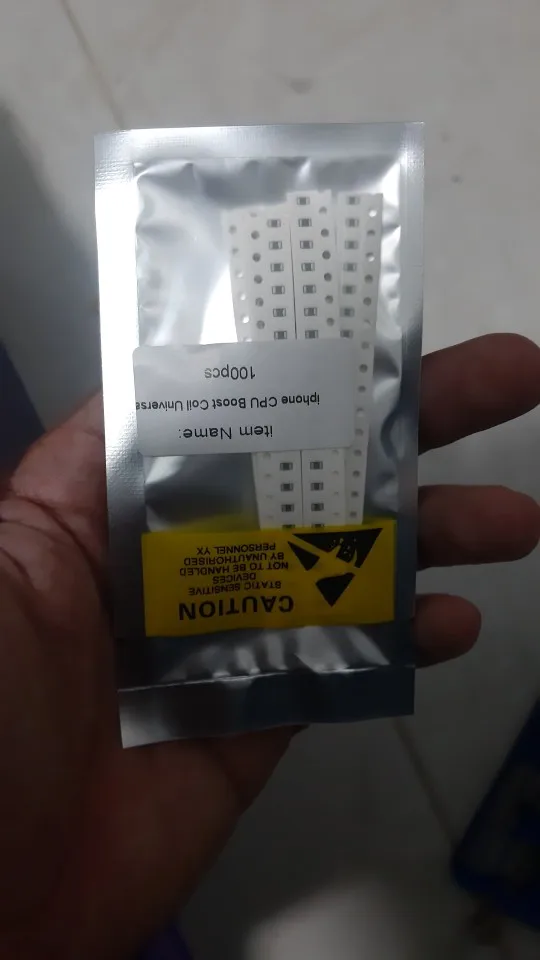 CAUTION
STATIC SENSITIVE
DEVICES
NOT TO BE HANDLED
BY UNAUTHORISED
PERSONNEL YX
item Name:
iphone CPU Boost Coil Universa
100pcs